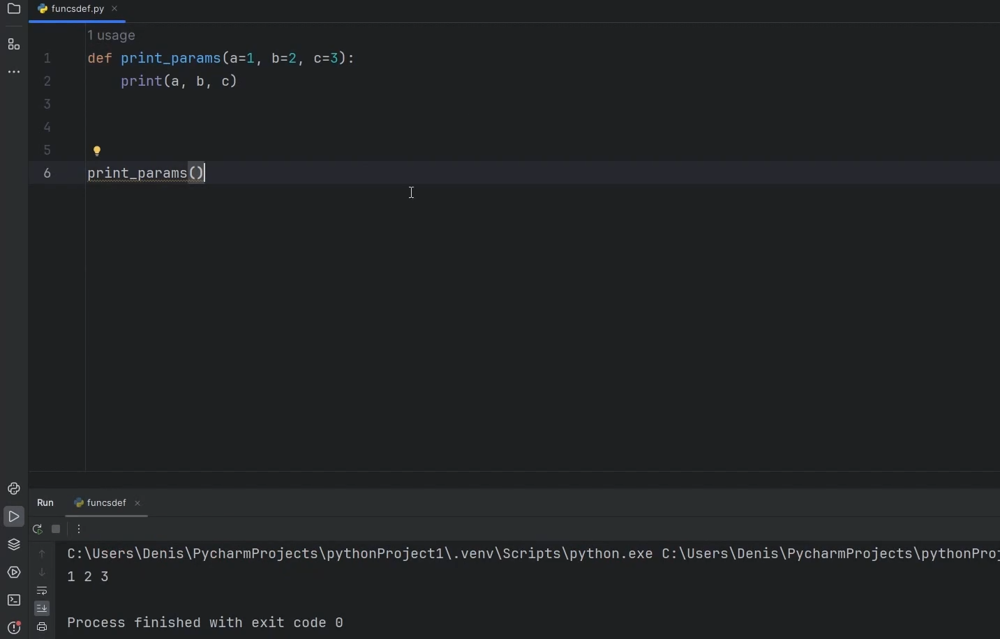 funcsdef.py
1 usage
1 def print_params(a=1, b=2, c=3):
2 print(a, b, c)
3
4
5
6 print_params()
Run funcsdef
C:\Users\Denis\PycharmProjects\pythonProject1\.venv\Scripts\python.exe C:\Users\Denis\PycharmProjects\pythonProj
1 2 3
Process finished with exit code 0